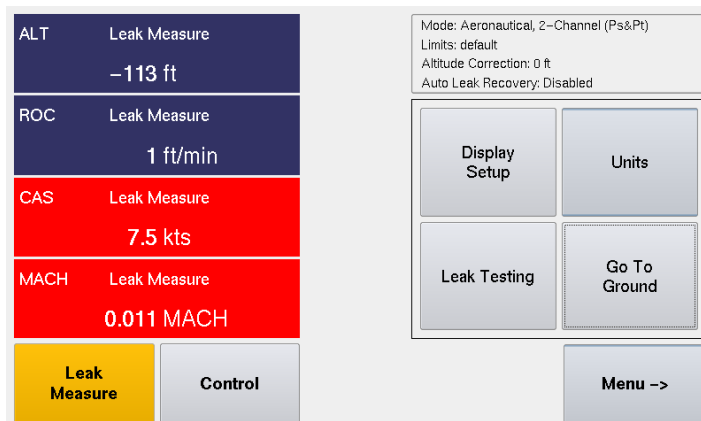 ALT Leak Measure
−113 ft
ROC Leak Measure
1 ft/min
CAS Leak Measure
7.5 kts
MACH Leak Measure
0.011 MACH
Leak
Measure
Control
Mode: Aeronautical, 2−Channel (Ps&Pt)
Limits: default
Altitude Correction: 0 ft
Auto Leak Recovery: Disabled
Display
Setup
Units
Leak Testing
Go To
Ground
Menu −>